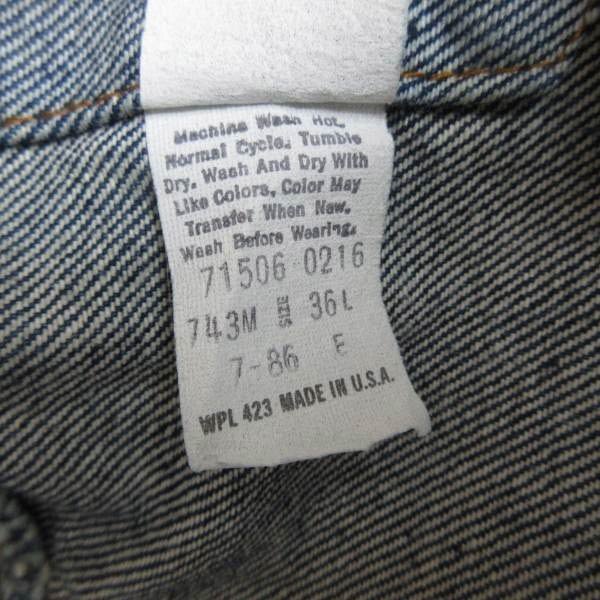 Machine Wash Hot.
Normal Cycle. Tumble
Dry. Wash And Dry With
Like Colors, Color May
Transfer When New.
Wash Before Wearing.
71506 0216
743M SIZE 36L
7-86 E
WPL 423 MADE IN U.S.A.